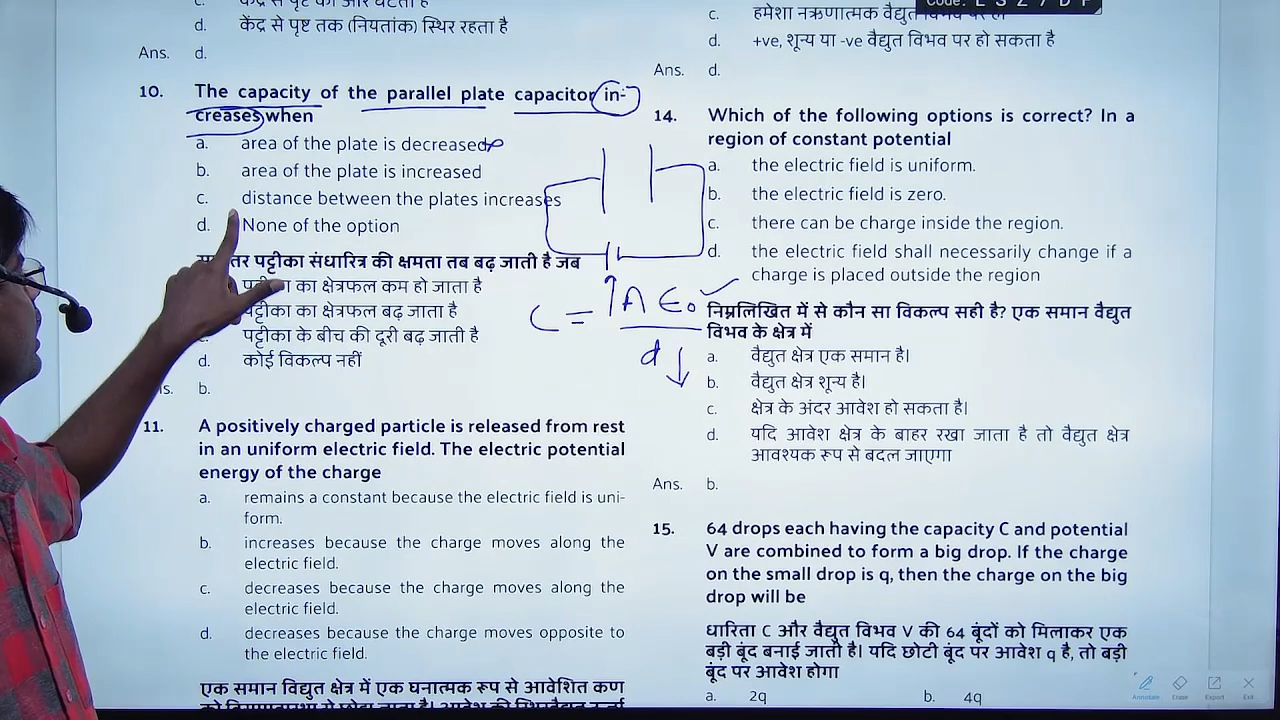 d. केंद्र से पृष्ट तक (नियतांक) स्थिर रहता है
Ans. d.
10. The capacity of the parallel plate capacitor in-
creases when
a. area of the plate is decreased
b. area of the plate is increased
c. distance between the plates increases
d. None of the option
पट्टीका संधारित्र की क्षमता तब बढ़ जाती है जब
का क्षेत्रफल कम हो जाता है
पट्टीका का क्षेत्रफल बढ़ जाता है
पट्टीका के बीच की दूरी बढ़ जाती है
d. कोई विकल्प नहीं
b.
11. A positively charged particle is released from rest
in an uniform electric field. The electric potential
energy of the charge
a. remains a constant because the electric field is uni-
form.
b. increases because the charge moves along the
electric field.
c. decreases because the charge moves along the
electric field.
d. decreases because the charge moves opposite to
the electric field.
एक समान विद्युत क्षेत्र में एक घनात्मक रूप से आवेशित कण
C = A ∈₀
d
c. हमेशा नऋणात्मक वैद्युत
d. +ve, शून्य या -ve वैद्युत विभव पर हो सकता है
Ans. d.
14. Which of the following options is correct? In a
region of constant potential
a. the electric field is uniform.
b. the electric field is zero.
c. there can be charge inside the region.
d. the electric field shall necessarily change if a
charge is placed outside the region
निम्नलिखित में से कौन सा विकल्प सही है? एक समान वैद्युत
विभव के क्षेत्र में
a. वैद्युत क्षेत्र एक समान है।
b. वैद्युत क्षेत्र शून्य है।
c. क्षेत्र के अंदर आवेश हो सकता है।
d. यदि आवेश क्षेत्र के बाहर रखा जाता है तो वैद्युत क्षेत्र
आवश्यक रूप से बदल जाएगा
Ans. b.
15. 64 drops each having the capacity C and potential
V are combined to form a big drop. If the charge
on the small drop is q, then the charge on the big
drop will be
धारिता C और वैद्युत विभव V की 64 बूंदों को मिलाकर एक
बड़ी बूंद बनाई जाती है। यदि छोटी बूंद पर आवेश q है, तो बड़ी
बूंद पर आवेश होगा
a. 2q b. 4q
Annotate Erase Export Exit